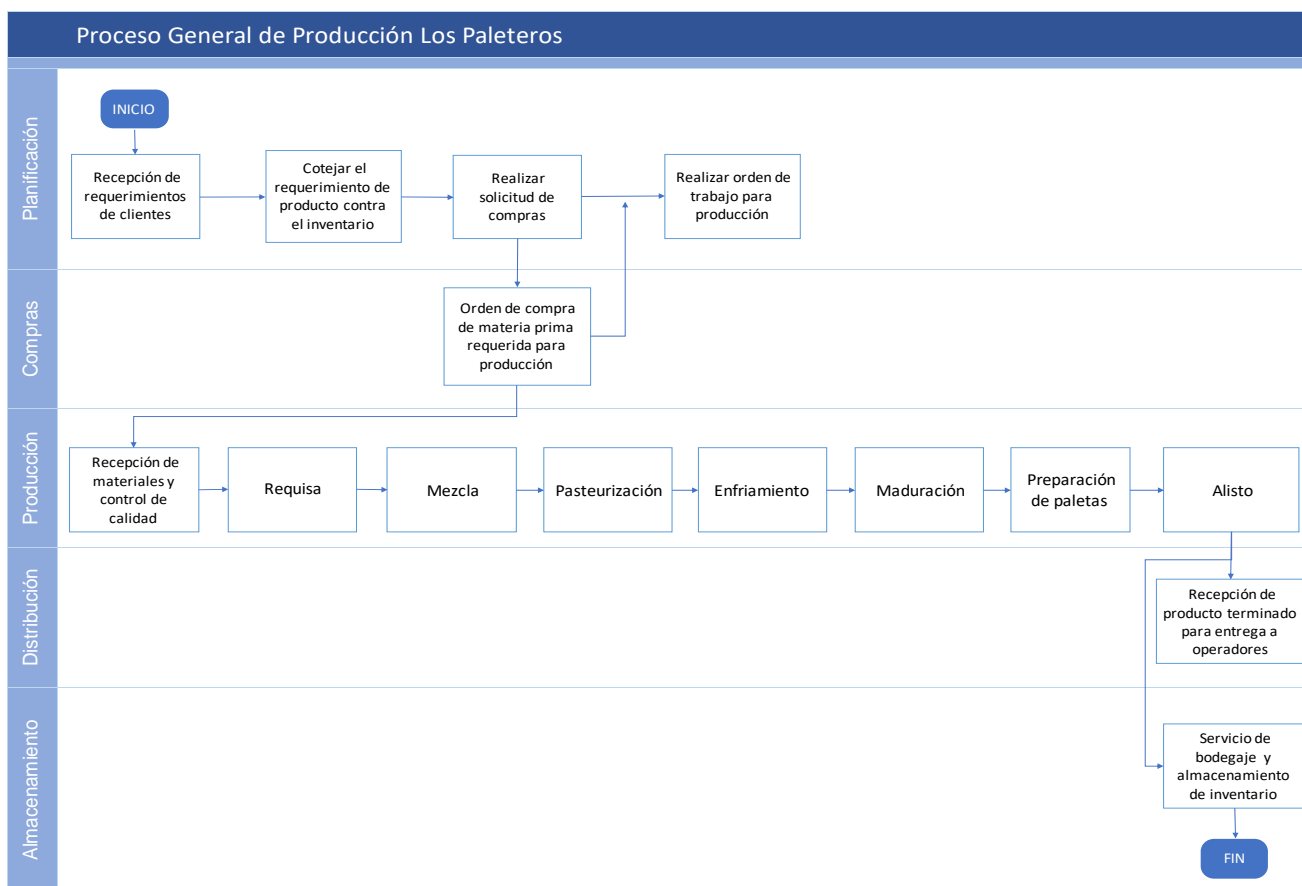 Proceso General de Producción Los Paleteros
Planificación
INICIO
Recepción de
requerimientos
de clientes
Cotejar el
requerimiento de
producto contra
el inventario
Realizar
solicitud de
compras
Realizar orden de
trabajo para
producción
Compras
Orden de compra
de materia prima
requerida para
producción
Producción
Recepción de
materiales y
control de
calidad
Requisa
Mezcla
Pasteurización
Enfriamiento
Maduración
Preparación
de paletas
Alisto
Distribución
Recepción de
producto terminado
para entrega a
operadores
Almacenamiento
Servicio de
bodegaje y
almacenamiento
de inventario
FIN